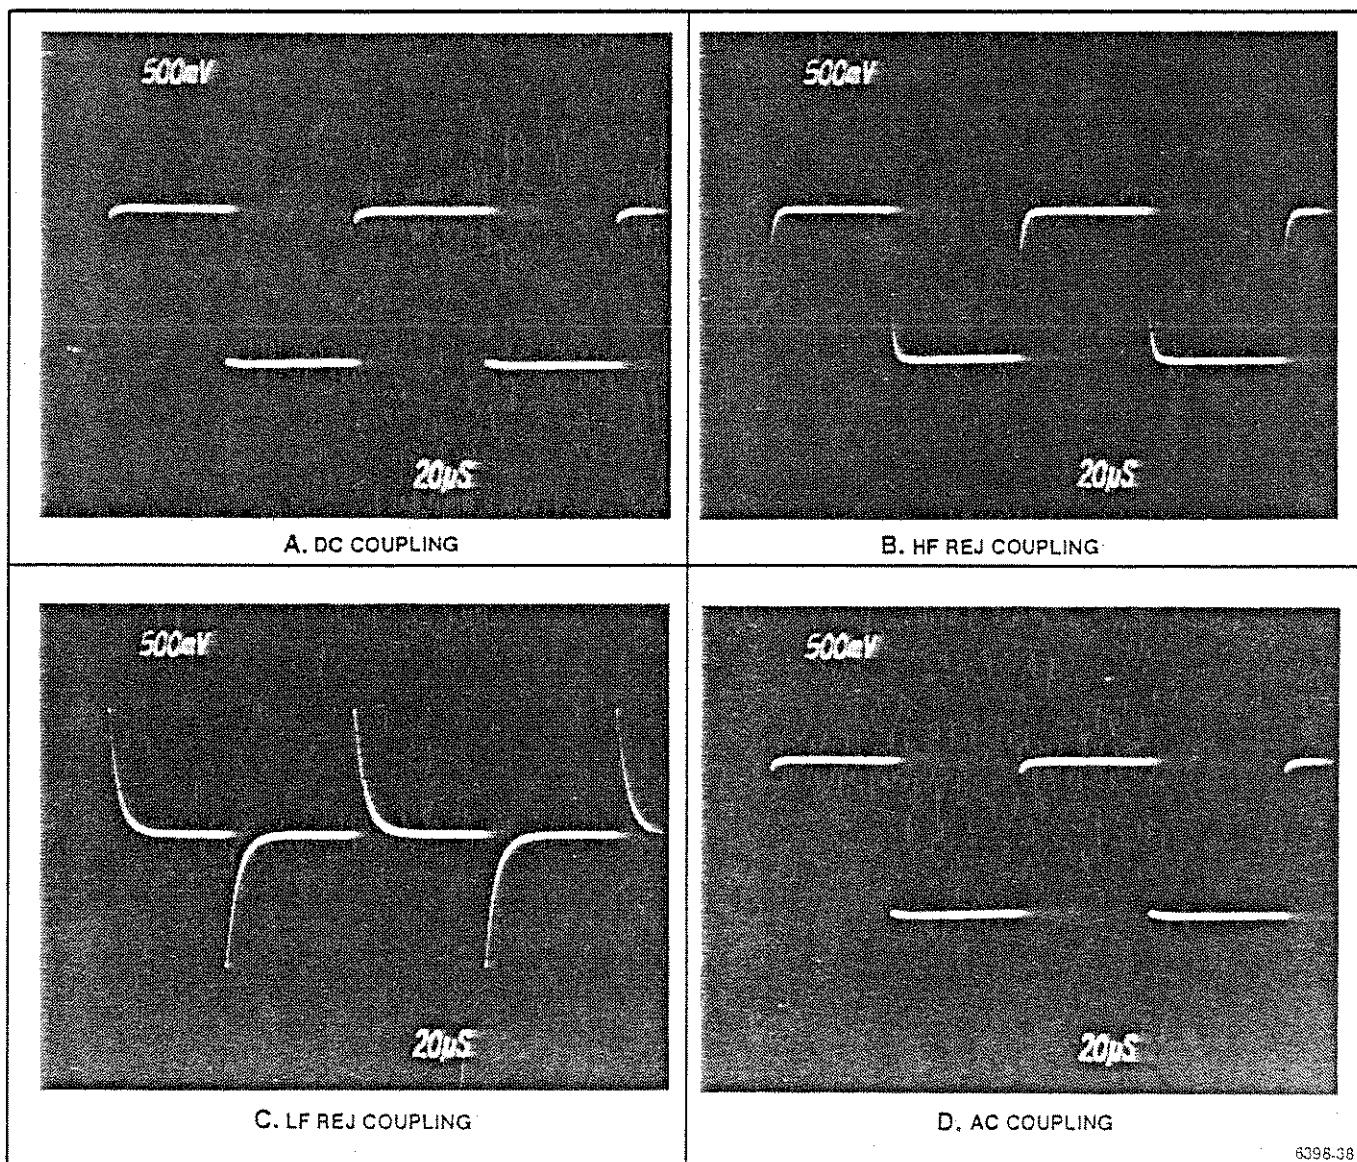 500mV
20µS
A. DC COUPLING
500mV
20µS
B. HF REJ COUPLING
500mV
20µS
C. LF REJ COUPLING
500mV
20µS
D. AC COUPLING
6398-38